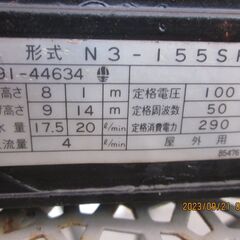 形式 N3-155SH
91-44634
高さ 8 1 m 定格電圧 100
高さ 9 14 m 定格周波数 50
水量 17.5 20 ℓ/min 定格消費電力 290
流量 4 ℓ/min 屋外用
85476
2023/09/21